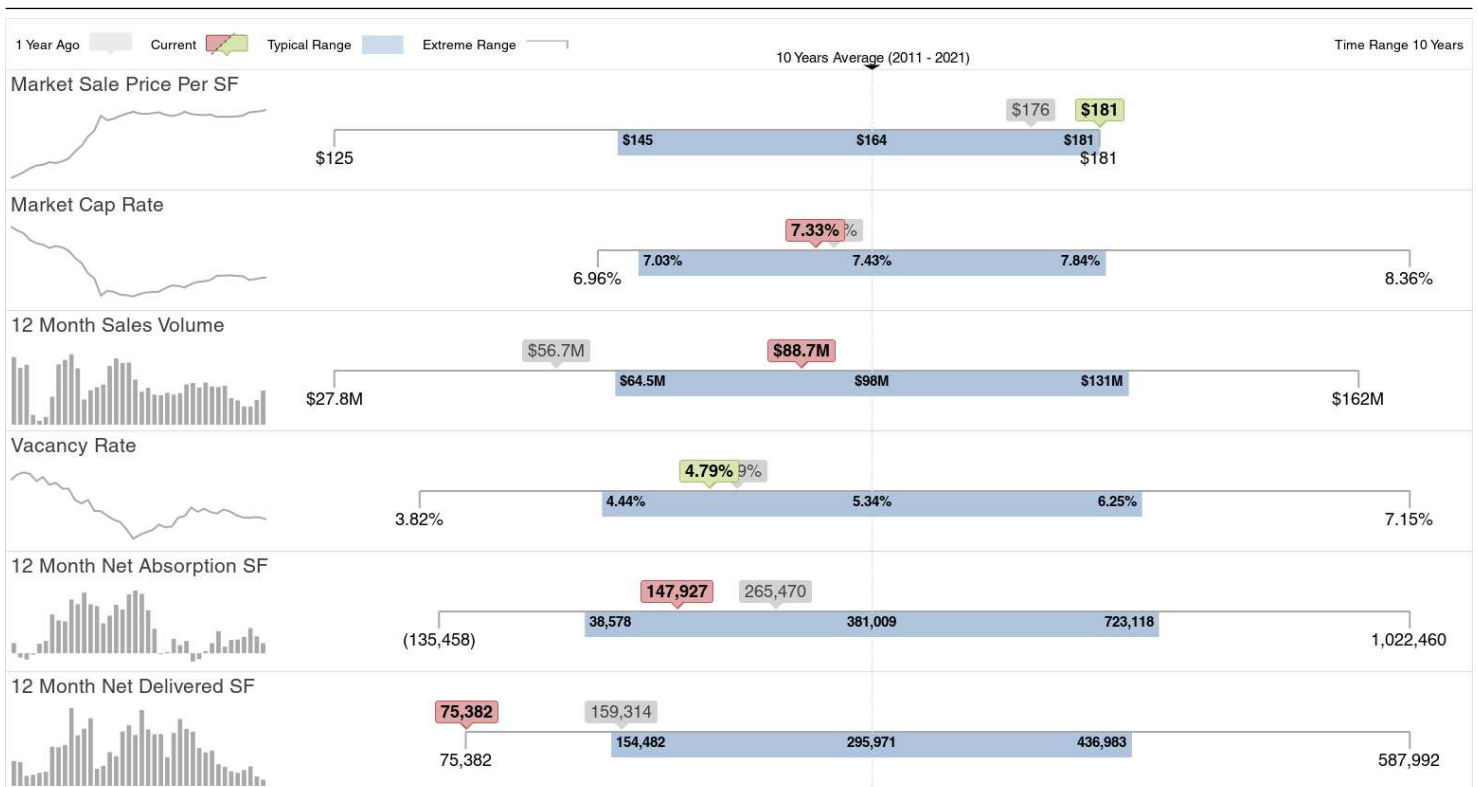 1 Year Ago Current Typical Range Extreme Range Time Range 10 Years
10 Years Average (2011 - 2021)
Market Sale Price Per SF
$176 $181
$145 $164 $181
$125 $181
Market Cap Rate
7.33% %
7.03% 7.43% 7.84%
6.96% 8.36%
12 Month Sales Volume
$56.7M $88.7M
$64.5M $98M $131M
$27.8M $162M
Vacancy Rate
4.79% 9%
4.44% 5.34% 6.25%
3.82% 7.15%
12 Month Net Absorption SF
147,927 265,470
38,578 381,009 723,118
(135,458) 1,022,460
12 Month Net Delivered SF
75,382 159,314
154,482 295,971 436,983
75,382 587,992